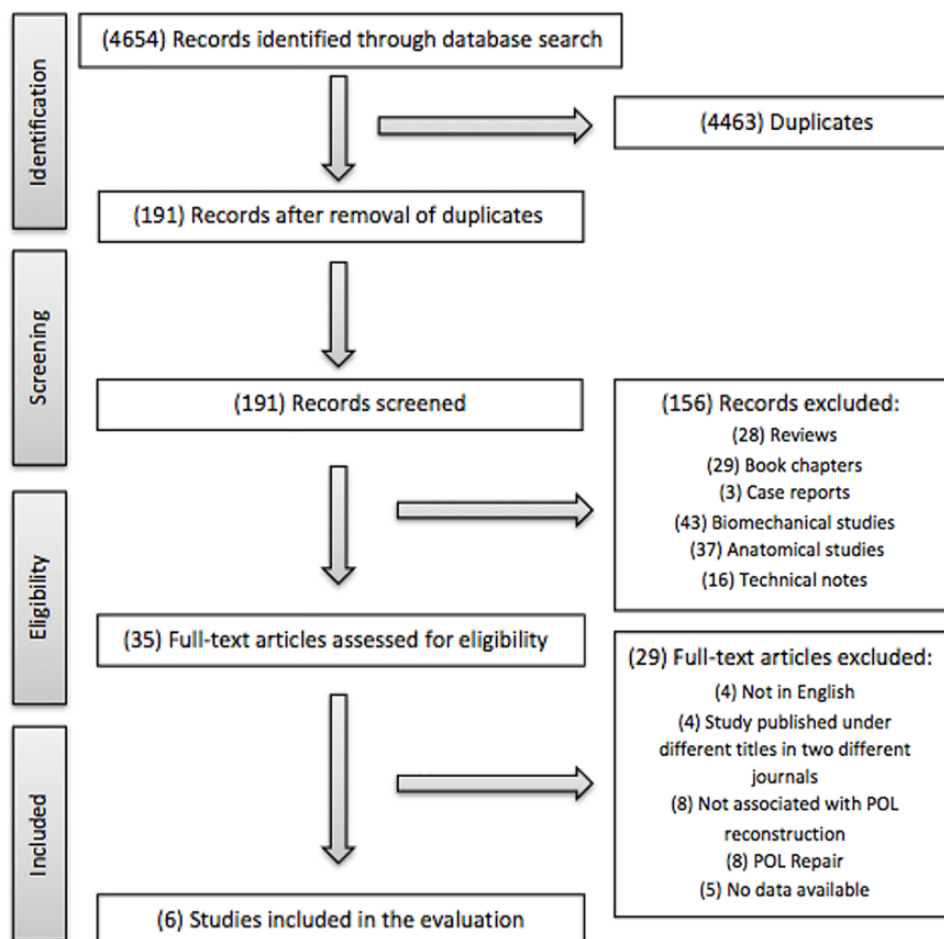 Identification
(4654) Records identified through database search
(4463) Duplicates
(191) Records after removal of duplicates
Screening
(191) Records screened
(156) Records excluded:
(28) Reviews
(29) Book chapters
(3) Case reports
(43) Biomechanical studies
(37) Anatomical studies
(16) Technical notes
Eligibility
(35) Full-text articles assessed for eligibility
(29) Full-text articles excluded:
(4) Not in English
(4) Study published under
different titles in two different
journals
(8) Not associated with POL
reconstruction
(8) POL Repair
(5) No data available
Included
(6) Studies included in the evaluation